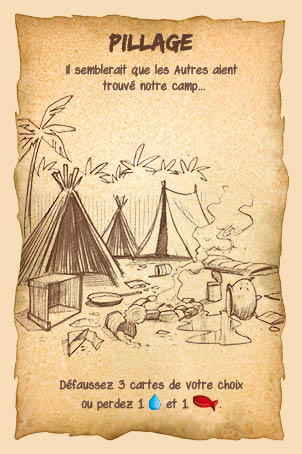 PILLAGE
Il semblerait que les Autres aient
trouvé notre camp...
Défaussez 3 cartes de votre choix
ou perdez 1 et 1 .